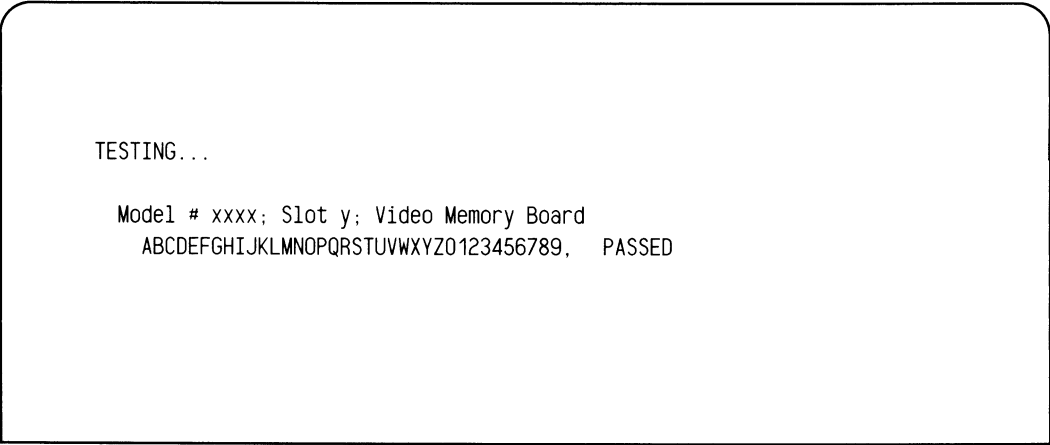 TESTING...
Model # xxxx; Slot y; Video Memory Board
ABCDEFGHIJKLMNOPQRSTUVWXYZ0123456789, PASSED